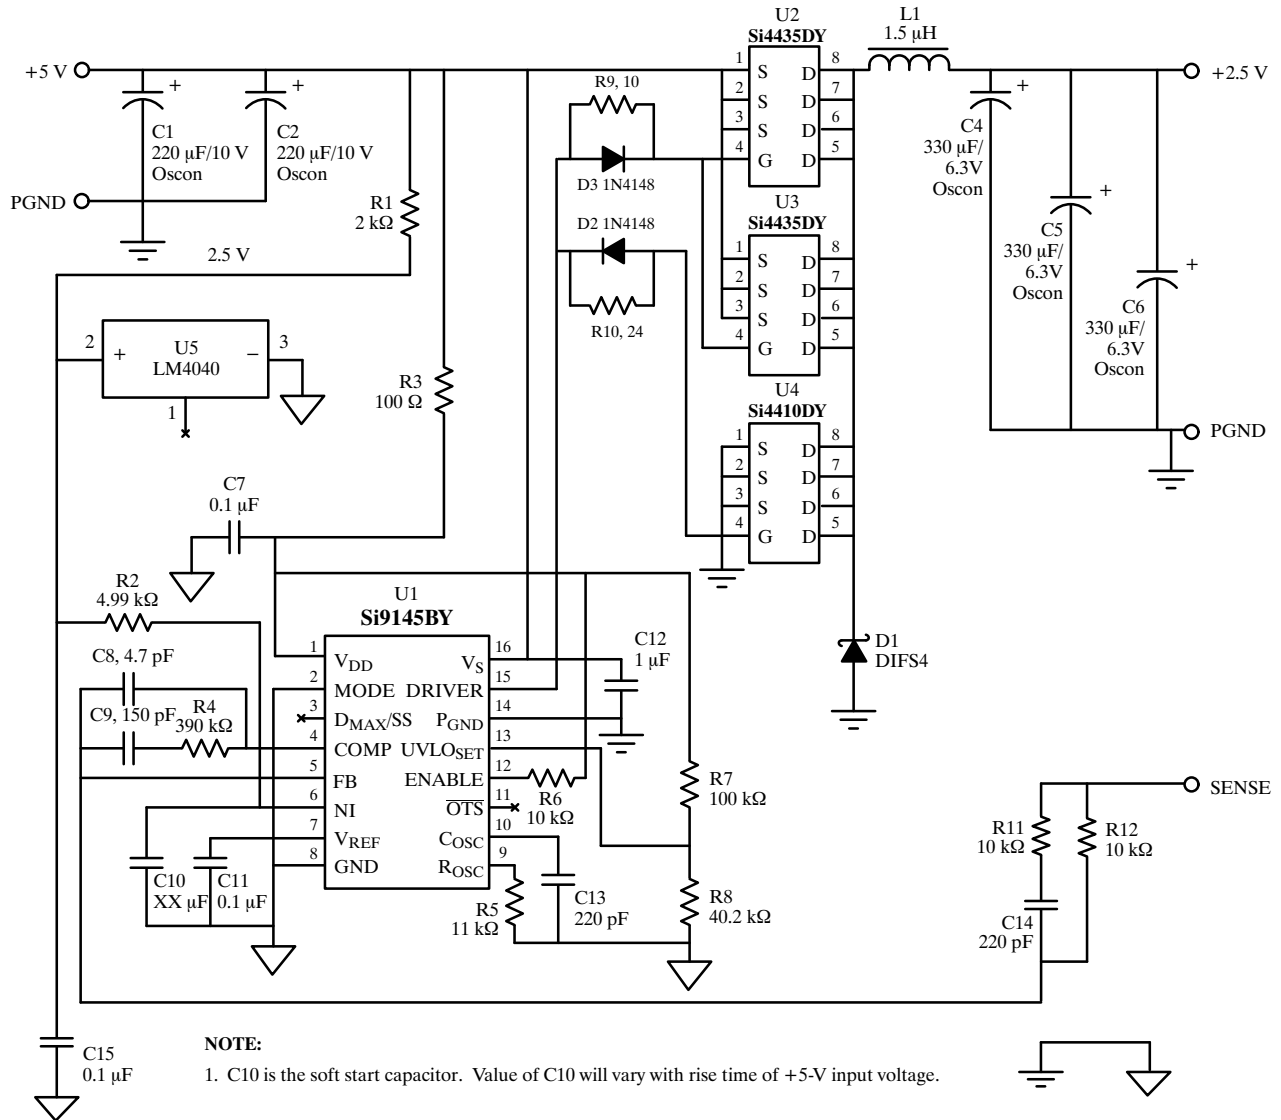 U2
Si4435DY
L1
1.5 µH
+5 V
+
+
C1
220 µF/10 V
Oscon
C2
220 µF/10 V
Oscon
PGND
R1
2 kΩ
2.5 V
R9, 10
D3 1N4148
D2 1N4148
R10, 24
1 S D 8
2 S D 7
3 S D 6
4 G D 5
+2.5 V
+
C4
330 µF/
6.3V
Oscon
+
C5
330 µF/
6.3V
Oscon
+
C6
330 µF/
6.3V
Oscon
PGND
U3
Si4435DY
1 S D 8
2 S D 7
3 S D 6
4 G D 5
2 + U5 − 3
LM4040
1
R3
100 Ω
U4
Si4410DY
1 S D 8
2 S D 7
3 S D 6
4 G D 5
C7
0.1 µF
R2
4.99 kΩ
C8, 4.7 pF
C9, 150 pF
R4
390 kΩ
U1
Si9145BY
1 VDD VS 16
2 MODE DRIVER 15
3 DMAX/SS PGND 14
4 COMP UVLOSET 13
5 FB ENABLE 12
6 NI OTS 11
7 VREF COSC 10
8 GND ROSC 9
C12
1 µF
D1
DIFS4
R6
10 kΩ
R7
100 kΩ
C10
XX µF
C11
0.1 µF
R5
11 kΩ
C13
220 pF
R8
40.2 kΩ
SENSE
R11
10 kΩ
R12
10 kΩ
C14
220 pF
C15
0.1 µF
NOTE:
1. C10 is the soft start capacitor. Value of C10 will vary with rise time of +5-V input voltage.